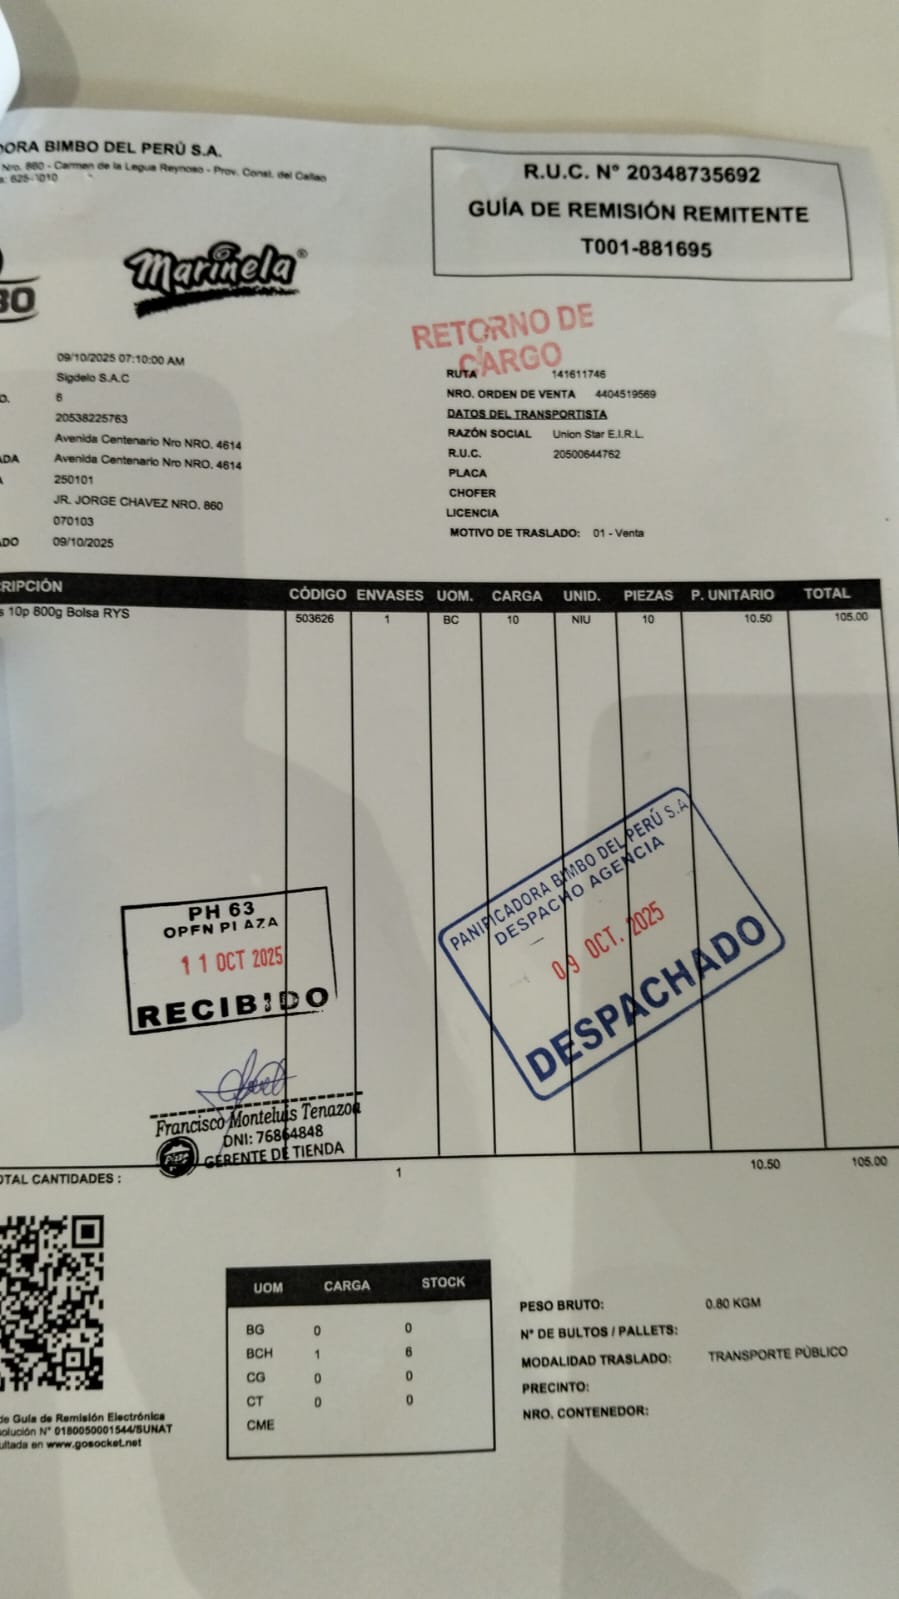 DORA BIMBO DEL PERÚ S.A.
Nro. 860 - Carmen de la Legua Reynoso - Prov. Const. del Callao
a: 625-1010
R.U.C. N° 20348735692
GUÍA DE REMISIÓN REMITENTE
T001-881695
BO
Marinela®
RETORNO DE
CARGO
09/10/2025 07:10:00 AM
Sigdelo S.A.C
O. 6
20538225763
Avenida Centenario Nro NRO. 4614
ADA Avenida Centenario Nro NRO. 4614
A 250101
JR. JORGE CHAVEZ NRO. 860
070103
ADO 09/10/2025
RUTA 141611746
NRO. ORDEN DE VENTA 4404519569
DATOS DEL TRANSPORTISTA
RAZÓN SOCIAL Union Star E.I.R.L.
R.U.C. 20500644762
PLACA
CHOFER
LICENCIA
MOTIVO DE TRASLADO: 01 - Venta
RIPCIÓN CÓDIGO ENVASES UOM. CARGA UNID. PIEZAS P. UNITARIO TOTAL
s 10p 800g Bolsa RYS 503626 1 BC 10 NIU 10 10.50 105.00
PANIFICADORA BIMBO DEL PERÚ S.A
DESPACHO AGENCIA
09 OCT. 2025
DESPACHADO
PH 63
OPEN PLAZA
11 OCT 2025
RECIBIDO
Francisco Monteluis Tenazoa
DNI: 76864848
GERENTE DE TIENDA
OTAL CANTIDADES : 1 10.50 105.00
UOM CARGA STOCK
BG 0 0
BCH 1 6
CG 0 0
CT 0 0
CME
PESO BRUTO: 0.80 KGM
N° DE BULTOS / PALLETS:
MODALIDAD TRASLADO: TRANSPORTE PÚBLICO
PRECINTO:
NRO. CONTENEDOR:
de Guía de Remisión Electrónica
olución N° 0180050001544/SUNAT
ultada en www.gosocket.net